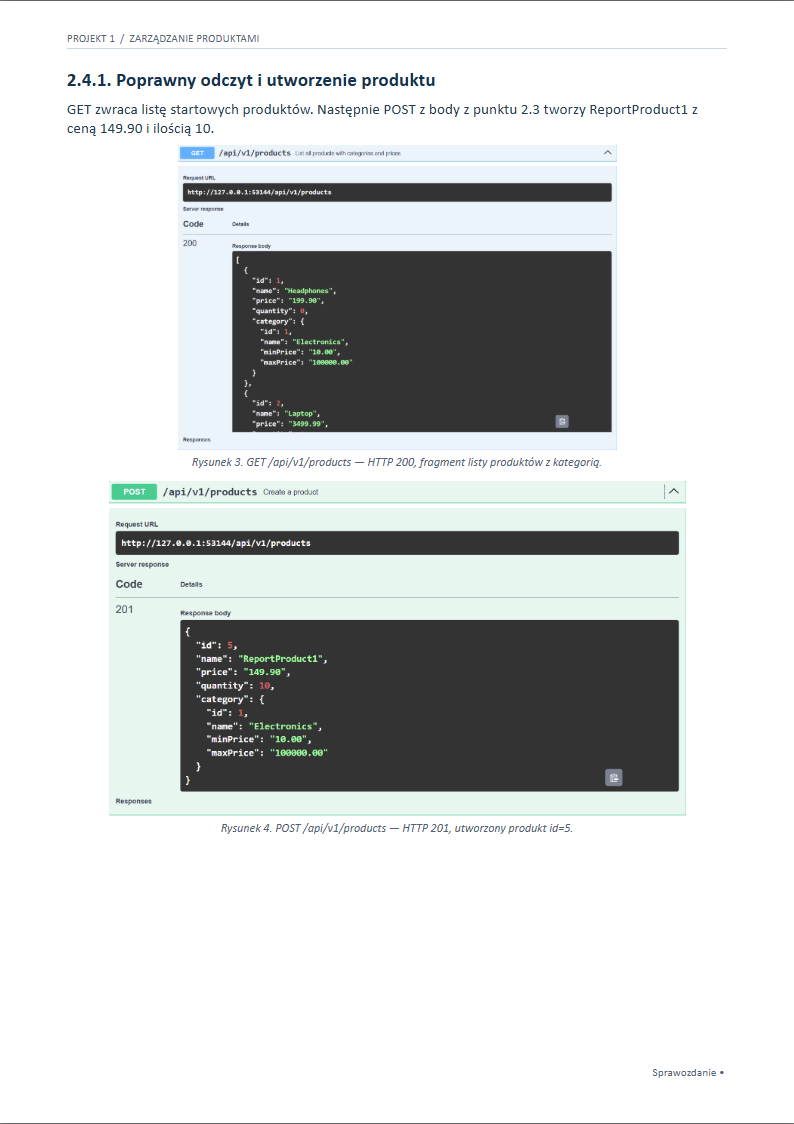 PROJEKT 1 / ZARZĄDZANIE PRODUKTAMI
2.4.1. Poprawny odczyt i utworzenie produktu
GET zwraca listę startowych produktów. Następnie POST z body z punktu 2.3 tworzy ReportProduct1 z
ceną 149.90 i ilością 10.
GET /api/v1/products List all products with categories and prices
Request URL
http://127.0.0.1:53144/api/v1/products
Server response
Code Details
200
Response body
[
{
"id": 1,
"name": "Headphones",
"price": "199.90",
"quantity": 0,
"category": {
"id": 1,
"name": "Electronics",
"minPrice": "10.00",
"maxPrice": "100000.00"
}
},
{
"id": 2,
"name": "Laptop",
"price": "3499.99",
Responses
Rysunek 3. GET /api/v1/products — HTTP 200, fragment listy produktów z kategorią.
POST /api/v1/products Create a product
Request URL
http://127.0.0.1:53144/api/v1/products
Server response
Code Details
201
Response body
{
"id": 5,
"name": "ReportProduct1",
"price": "149.90",
"quantity": 10,
"category": {
"id": 1,
"name": "Electronics",
"minPrice": "10.00",
"maxPrice": "100000.00"
}
}
Responses
Rysunek 4. POST /api/v1/products — HTTP 201, utworzony produkt id=5.
Sprawozdanie •